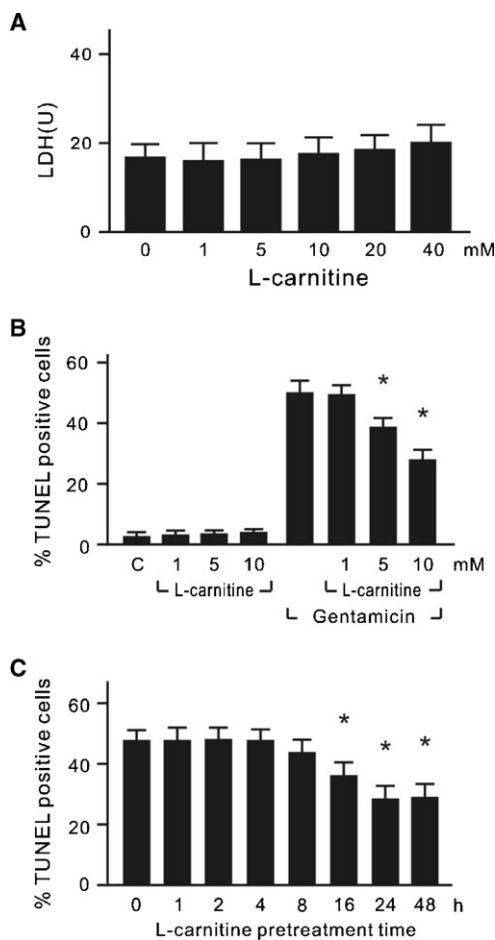 A
LDH(U)
40
20
0
0 1 5 10 20 40 mM
L-carnitine
B
% TUNEL positive cells
60
40
20
0
* *
C 1 5 10 1 5 10 mM
L-carnitine L-carnitine
Gentamicin
C
% TUNEL positive cells
60
40
20
0
* * *
0 1 2 4 8 16 24 48 h
L-carnitine pretreatment time